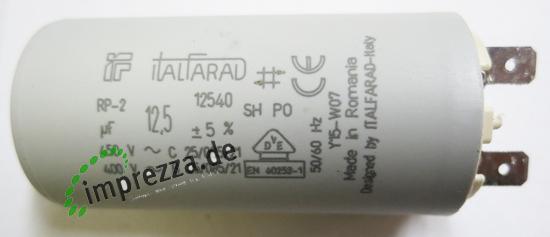 ITALFARAD
RP-2 12540
µF 12,5 ± 5 %
SH PO
450 V ~ C
400 V ~
VDE
EN 60252-1
50/60 Hz
Y15-W07
Made in Romania
Designed by ITALFARAD-Italy
imprezza.de